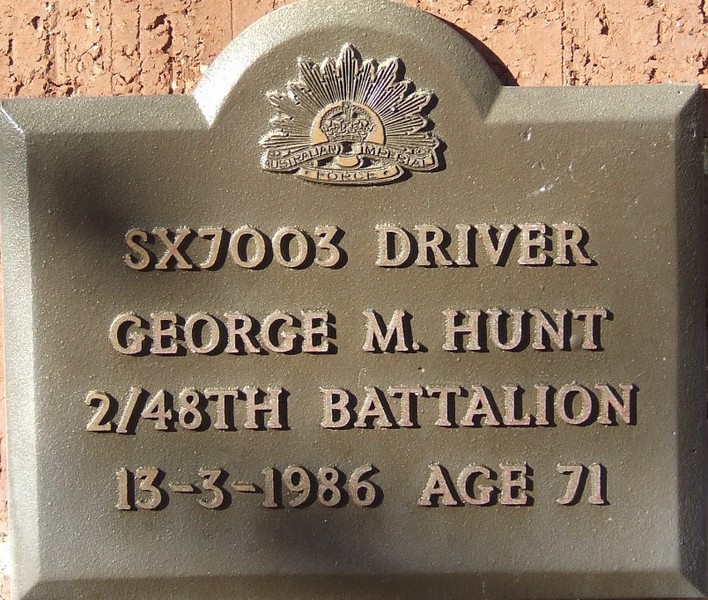 AUSTRALIAN IMPERIAL
FORCE
SX7003 DRIVER
GEORGE M. HUNT
2/48TH BATTALION
13-3-1986 AGE 71